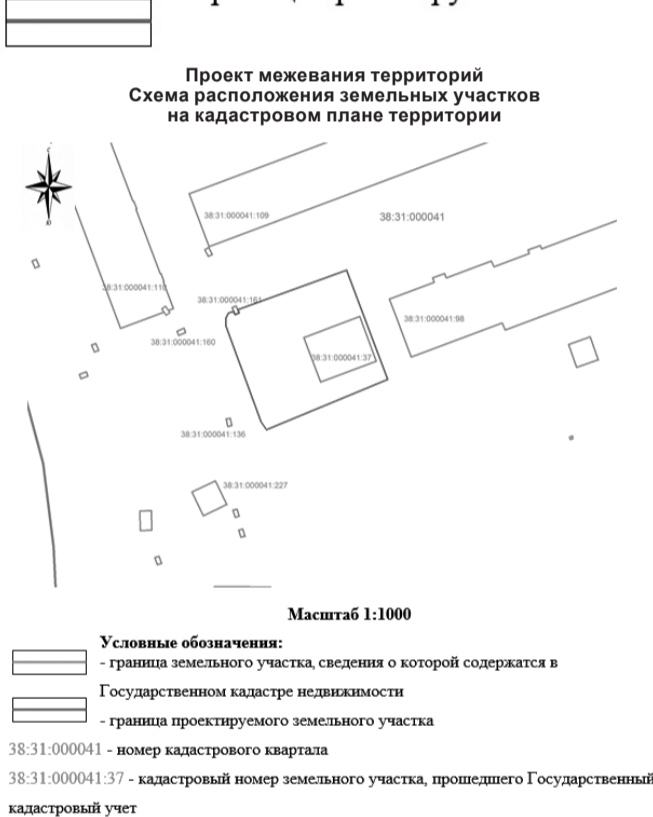 Проект межевания территорий
Схема расположения земельных участков
на кадастровом плане территории
С
38:31:000041:109
38:31:000041
38:31:000041:110
38:31:000041:161
38:31:000041:98
38:31:000041:160
38:31:000041:37
38:31:000041:136
38:31:000041:227
Масштаб 1:1000
Условные обозначения:
- граница земельного участка, сведения о которой содержатся в
Государственном кадастре недвижимости
- граница проектируемого земельного участка
38:31:000041 - номер кадастрового квартала
38:31:000041:37 - кадастровый номер земельного участка, прошедшего Государственный
кадастровый учет